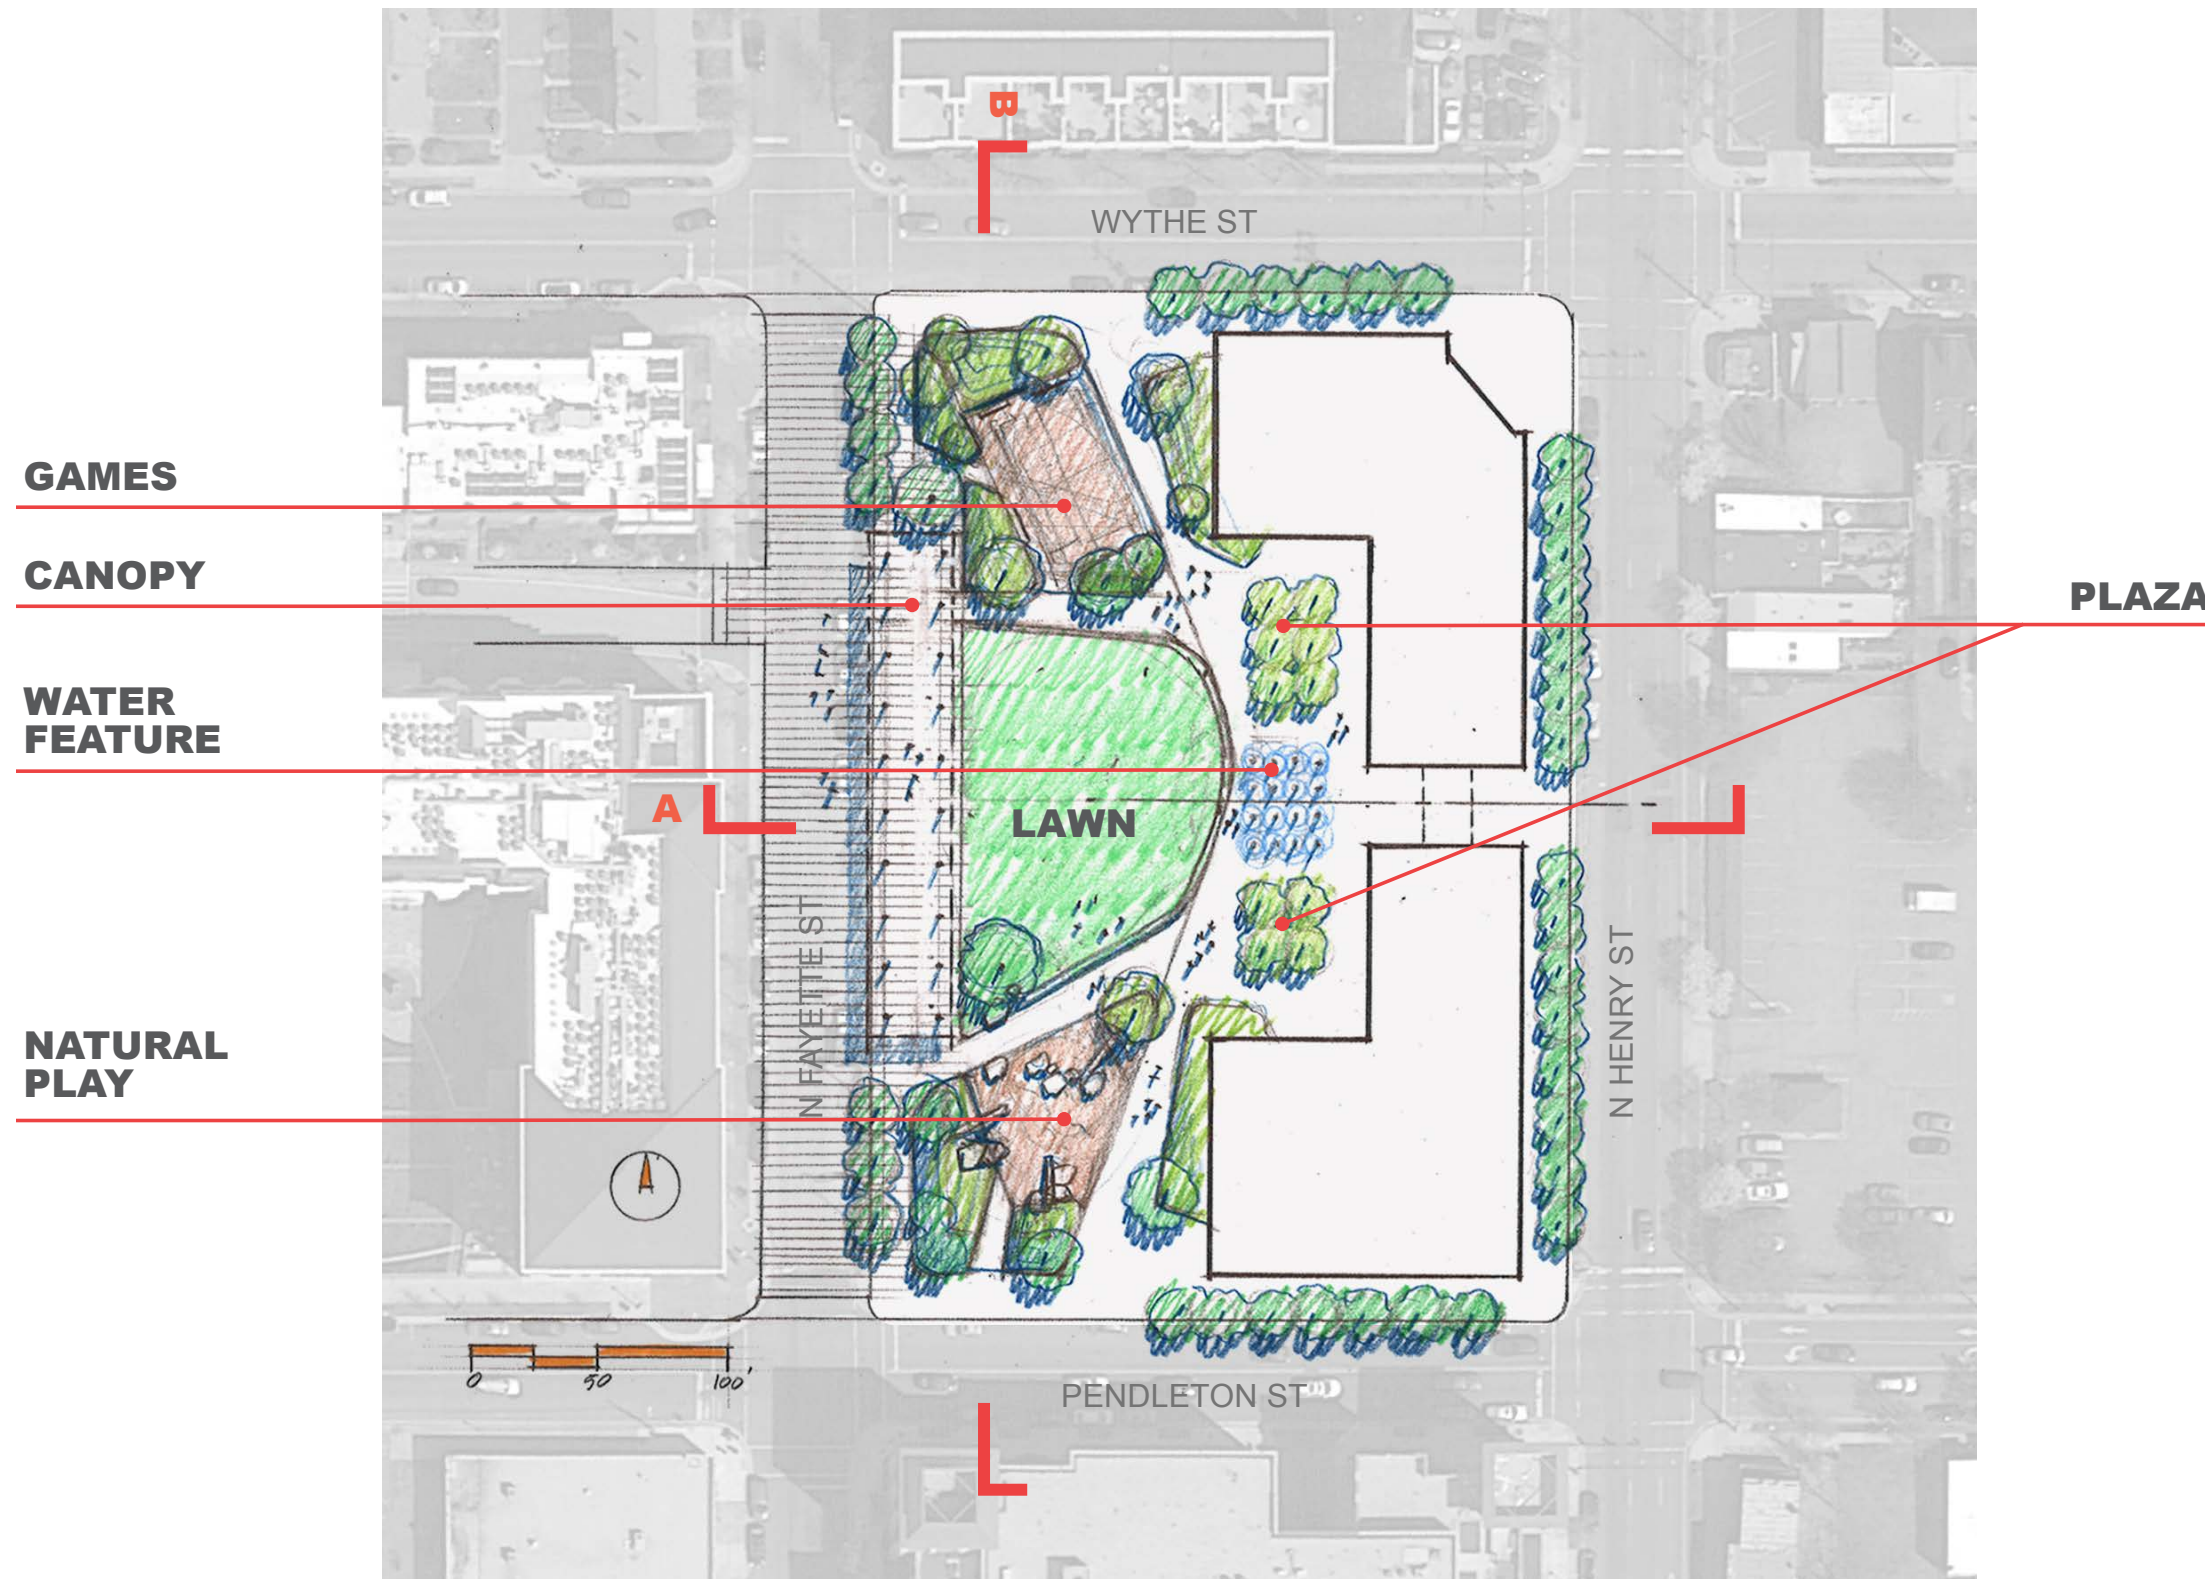 B
WYTHE ST
GAMES
CANOPY
PLAZA
WATER
FEATURE
A
LAWN
N FAYETTE ST
N HENRY ST
NATURAL
PLAY
0 50 100'
PENDLETON ST